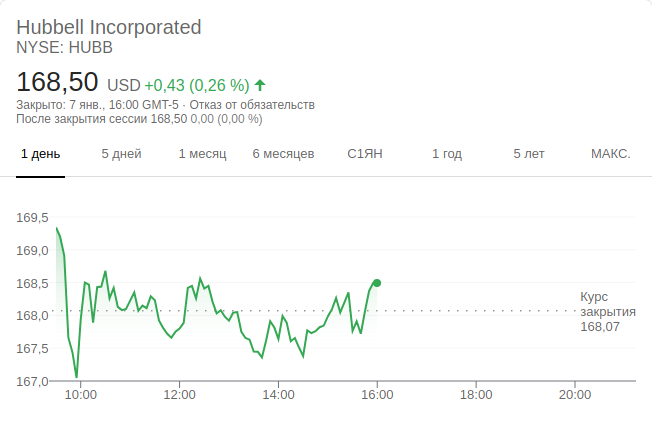 Hubbell Incorporated
NYSE: HUBB
168,50 USD +0,43 (0,26 %)
Закрыто: 7 янв., 16:00 GMT-5 · Отказ от обязательств
После закрытия сессии 168,50 0,00 (0,00 %)
1 день 5 дней 1 месяц 6 месяцев С1ЯН 1 год 5 лет МАКС.
169,5
169,0
168,5
168,0
167,5
167,0
Курс
закрытия
168,07
10:00 12:00 14:00 16:00 18:00 20:00